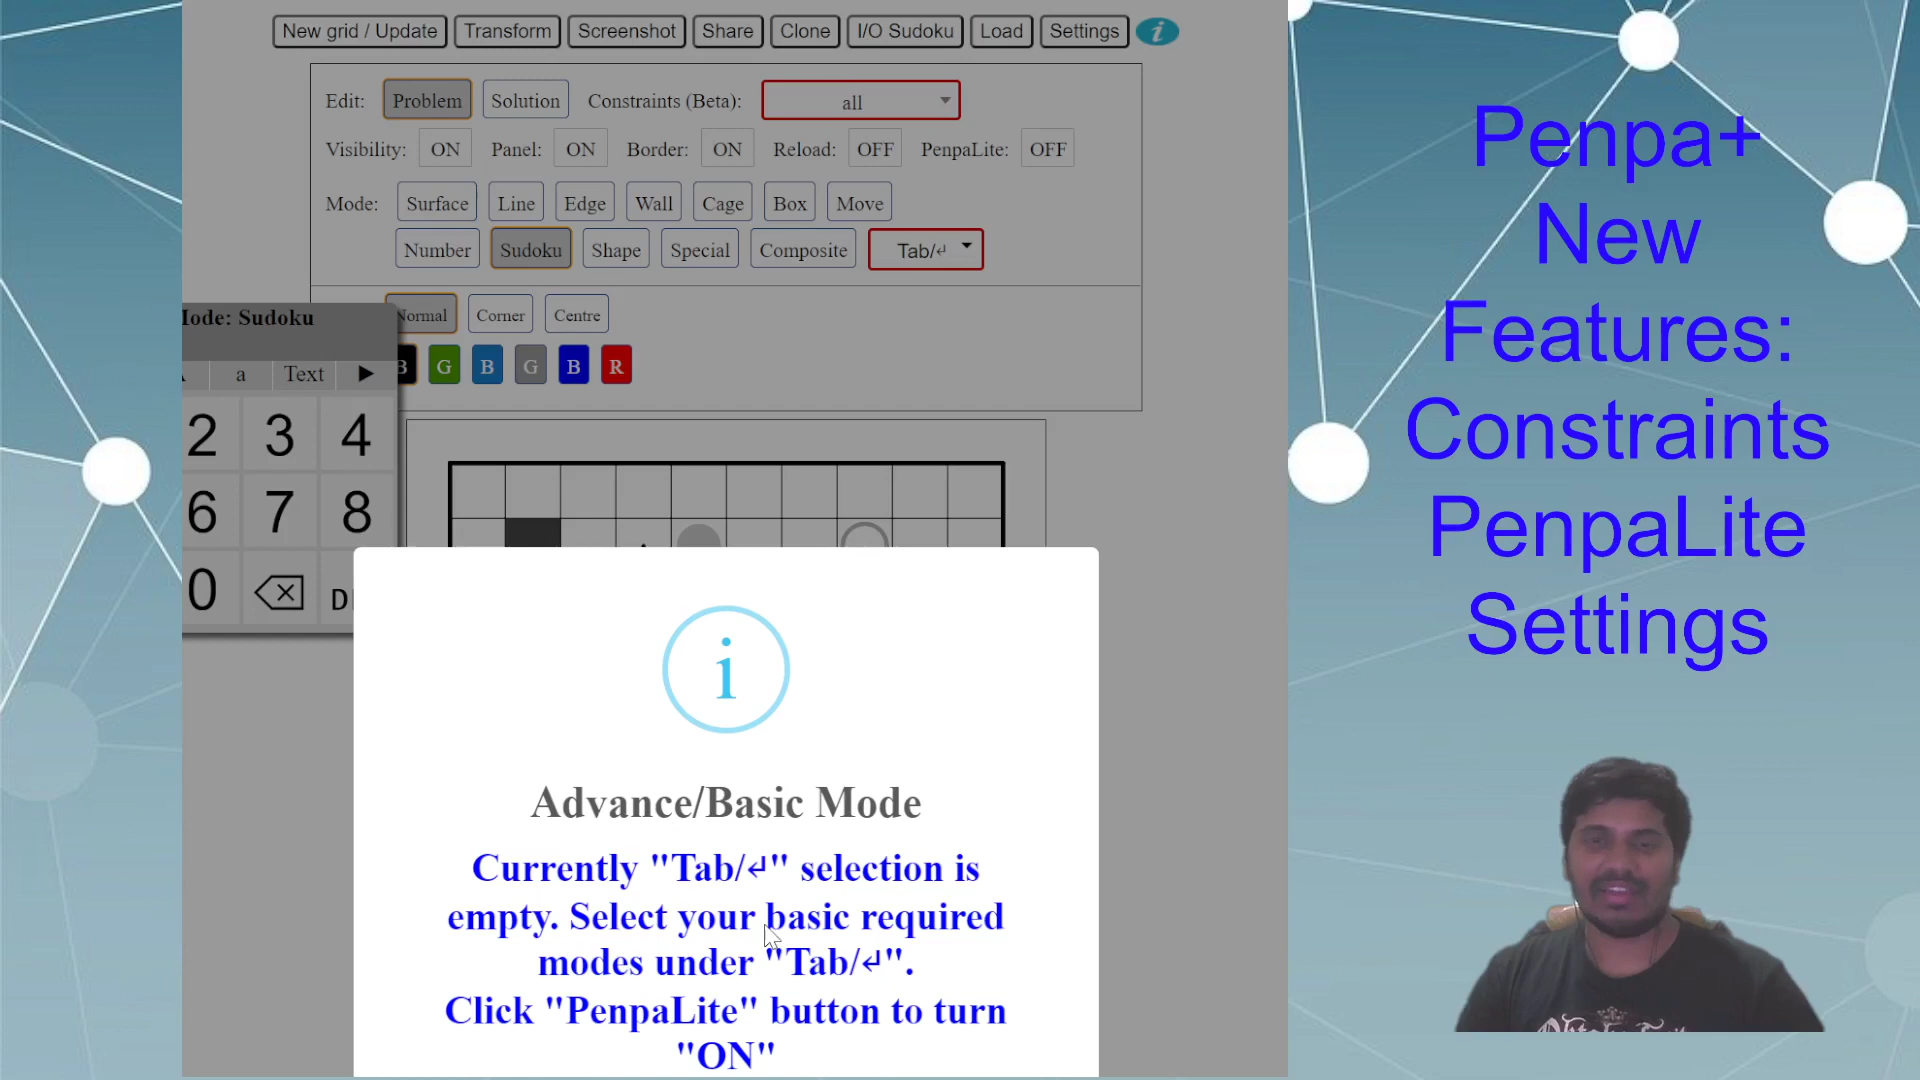 New grid / Update Transform Screenshot Share Clone I/O Sudoku Load Settings i
Edit: Problem Solution Constraints (Beta): all
Visibility: ON Panel: ON Border: ON Reload: OFF PenpaLite: OFF
Mode: Surface Line Edge Wall Cage Box Move
Number Sudoku Shape Special Composite Tab/↵
Mode: Sudoku
Normal Corner Centre
B G B G B R
a Text ▶
2 3 4
6 7 8
0
i
Advance/Basic Mode
Currently "Tab/↵" selection is
empty. Select your basic required
modes under "Tab/↵".
Click "PenpaLite" button to turn
"ON"
Penpa+
New
Features:
Constraints
PenpaLite
Settings